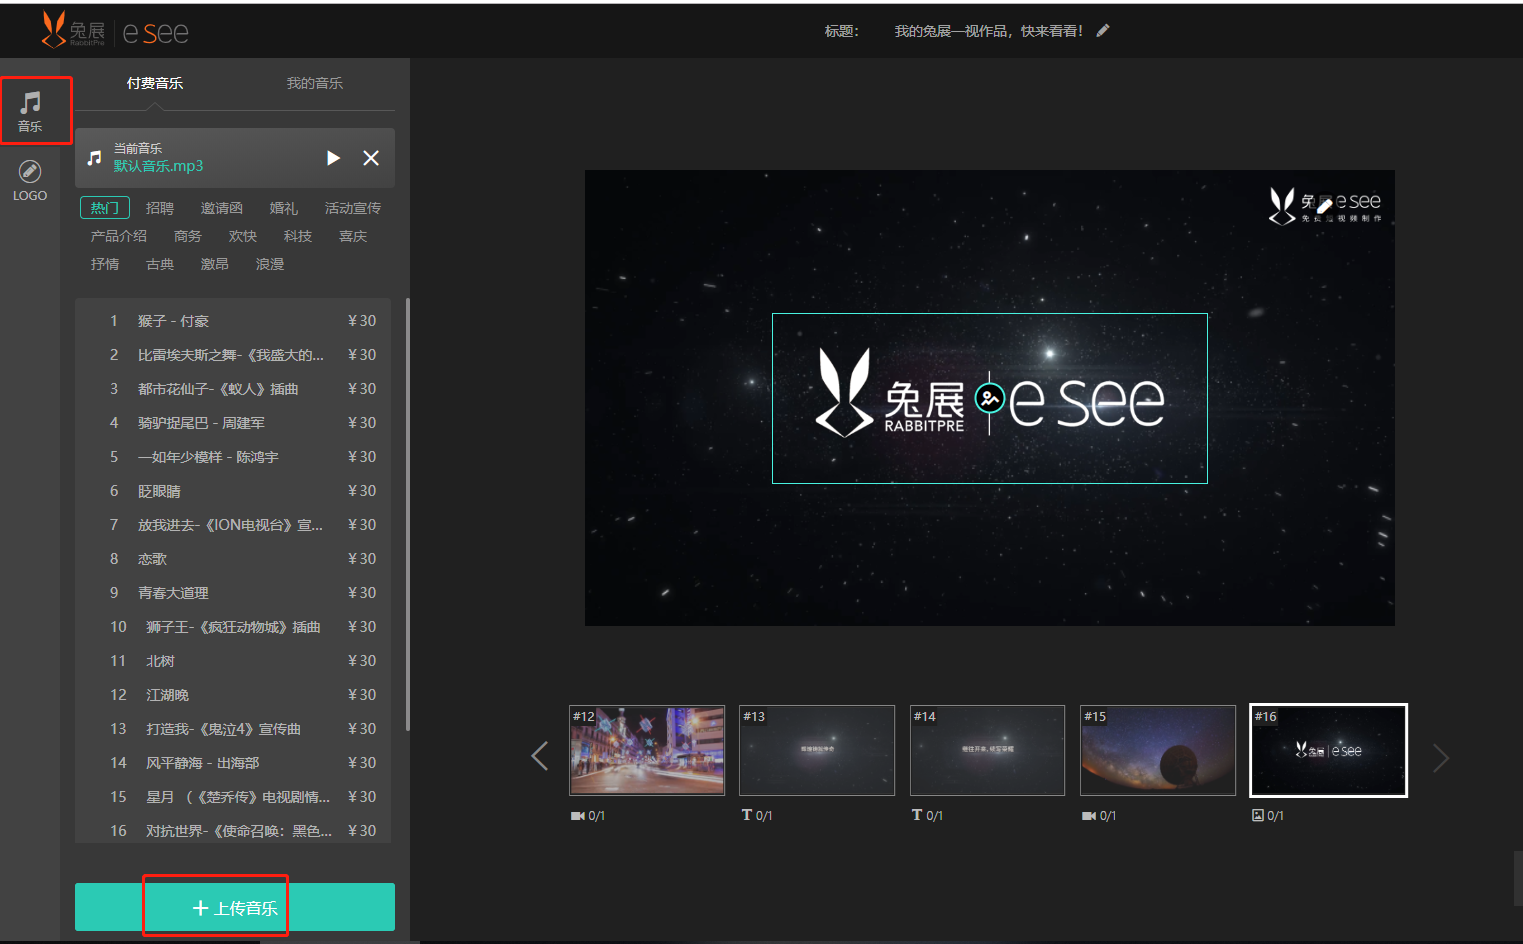 兔展
RabbitPre
e see
标题：
我的兔展一视作品，快来看看！
音乐
LOGO
付费音乐
我的音乐
当前音乐
默认音乐.mp3
热门 招聘 邀请函 婚礼 活动宣传
产品介绍 商务 欢快 科技 喜庆
抒情 古典 激昂 浪漫
1 猴子 - 付豪 ¥30
2 比雷埃夫斯之舞-《我盛大的... ¥30
3 都市花仙子-《蚁人》插曲 ¥30
4 骑驴捉尾巴 - 周建军 ¥30
5 一如年少模样 - 陈鸿宇 ¥30
6 眨眼睛 ¥30
7 放我进去-《ION电视台》宣... ¥30
8 恋歌 ¥30
9 青春大道理 ¥30
10 狮子王-《疯狂动物城》插曲 ¥30
11 北树 ¥30
12 江湖晚 ¥30
13 打造我-《鬼泣4》宣传曲 ¥30
14 风平静海 - 出海部 ¥30
15 星月 （《楚乔传》电视剧情... ¥30
16 对抗世界-《使命召唤：黑色... ¥30
上传音乐
e see
兔展
RABBITPRE
e see
#12
#13
#14
#15
#16
兔展 e see
0/1
T 0/1
T 0/1
0/1
0/1